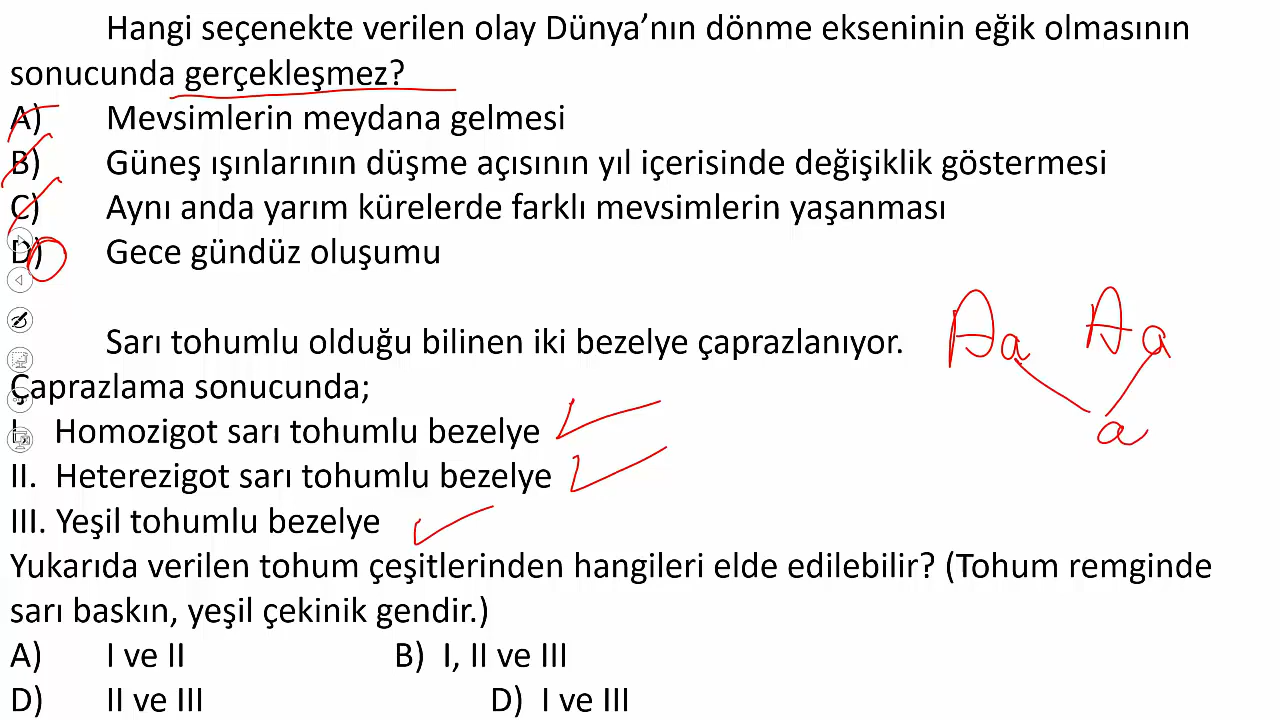 Hangi seçenekte verilen olay Dünya’nın dönme ekseninin eğik olmasının
sonucunda gerçekleşmez?
A) Mevsimlerin meydana gelmesi
B) Güneş ışınlarının düşme açısının yıl içerisinde değişiklik göstermesi
C) Aynı anda yarım kürelerde farklı mevsimlerin yaşanması
D) Gece gündüz oluşumu
Sarı tohumlu olduğu bilinen iki bezelye çaprazlanıyor. Aa Aa
Çaprazlama sonucunda;
a
I. Homozigot sarı tohumlu bezelye
II. Heterezigot sarı tohumlu bezelye
III. Yeşil tohumlu bezelye
Yukarıda verilen tohum çeşitlerinden hangileri elde edilebilir? (Tohum remginde
sarı baskın, yeşil çekinik gendir.)
A) I ve II B) I, II ve III
D) II ve III D) I ve III